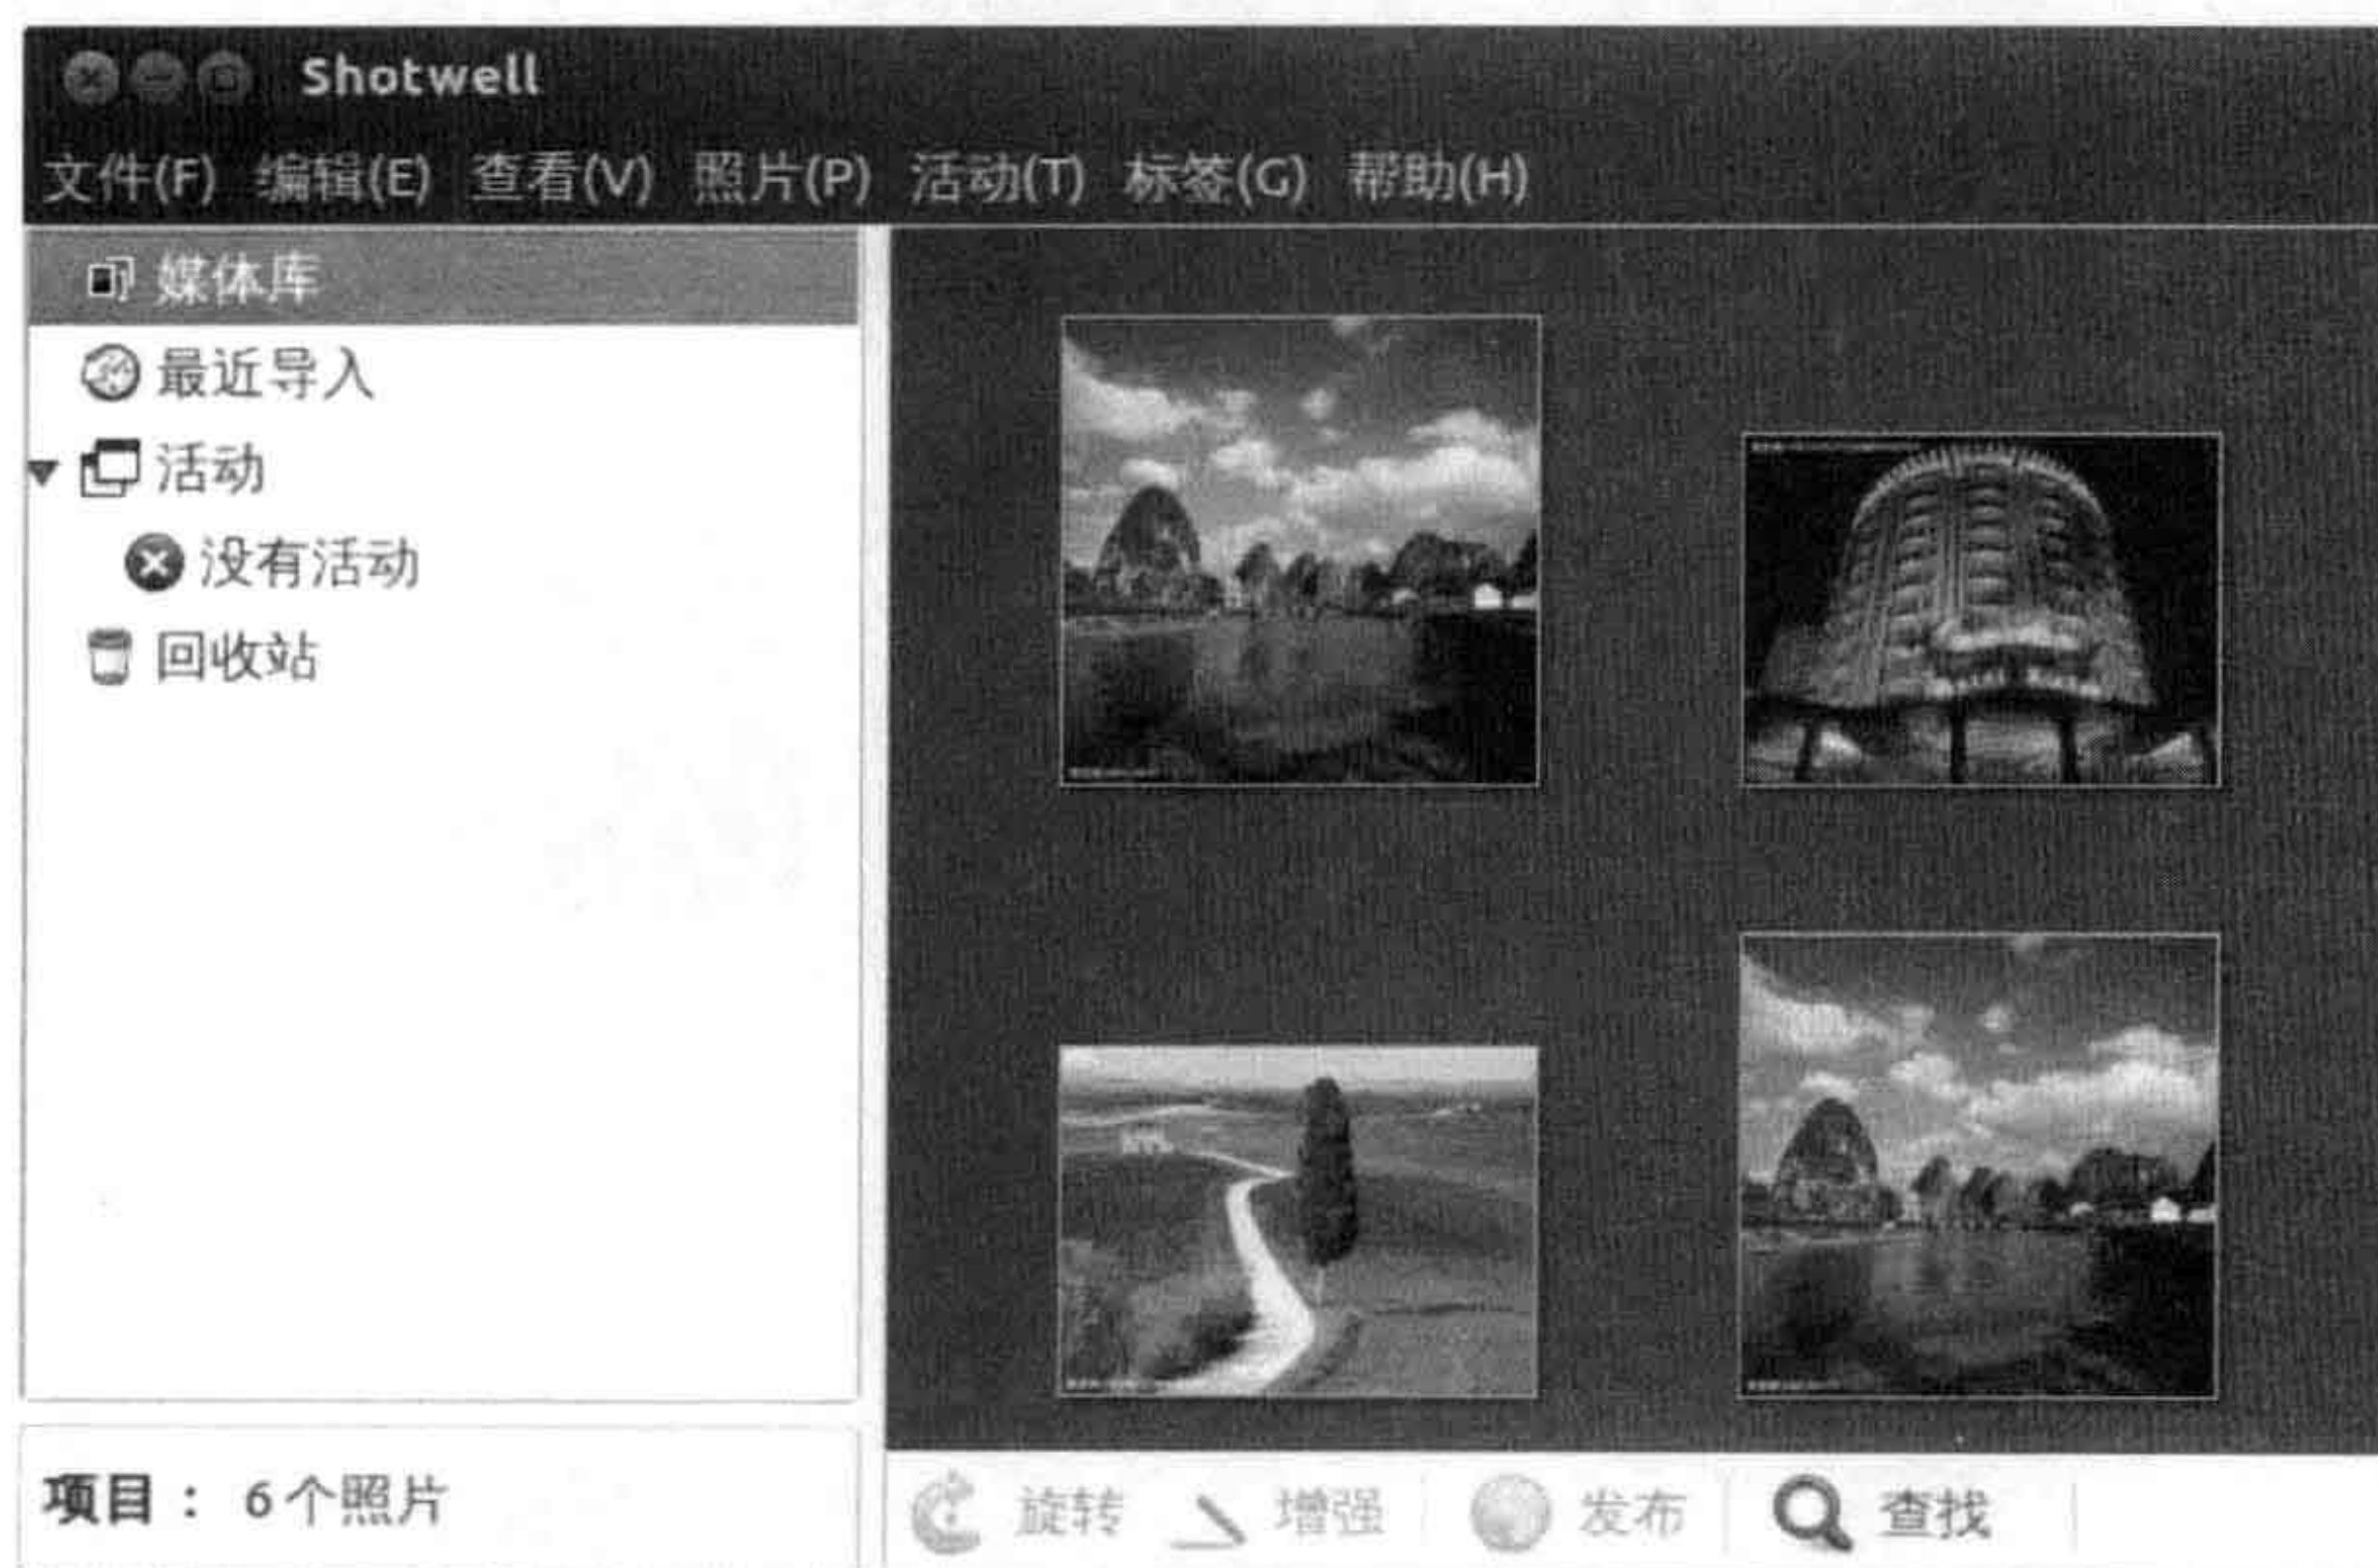 Shotwell
文件(F) 编辑(E) 查看(V) 照片(P) 活动(T) 标签(G) 帮助(H)
媒体库
最近导入
活动
没有活动
回收站
项目： 6个照片
旋转 增强 发布 查找